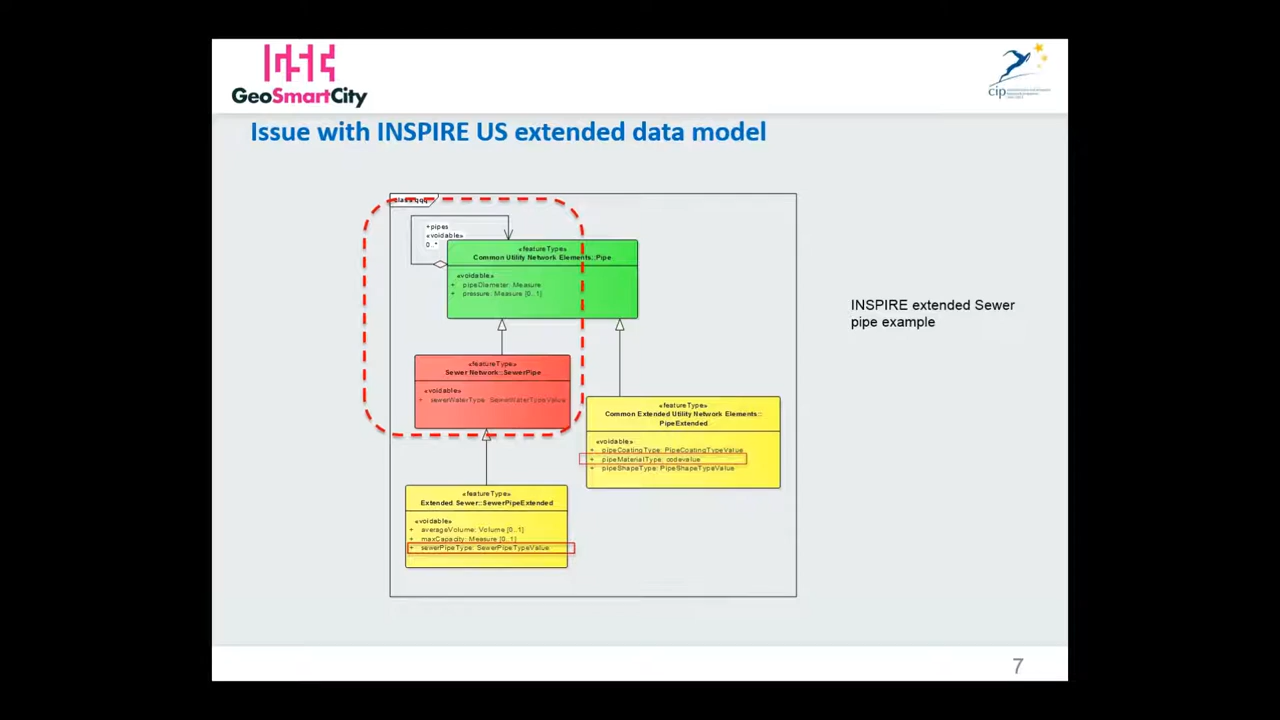 GeoSmartCity
cip
Issue with INSPIRE US extended data model
class qqq
+pipes
«voidable»
0..*
«featureType»
Common Utility Network Elements::Pipe
«voidable»
+ pipeDiameter: Measure
+ pressure: Measure [0..1]
INSPIRE extended Sewer
pipe example
«featureType»
Sewer Network::SewerPipe
«voidable»
+ sewerWaterType: SewerWaterTypeValue
«featureType»
Common Extended Utility Network Elements::
PipeExtended
«voidable»
+ pipeCoatingType: PipeCoatingTypeValue
+ pipeMaterialType: codevalue
+ pipeShapeType: PipeShapeTypeValue
«featureType»
Extended Sewer::SewerPipeExtended
«voidable»
+ averageVolume: Volume [0..1]
+ maxCapacity: Measure [0..1]
+ sewerPipeType: SewerPipeTypeValue
7